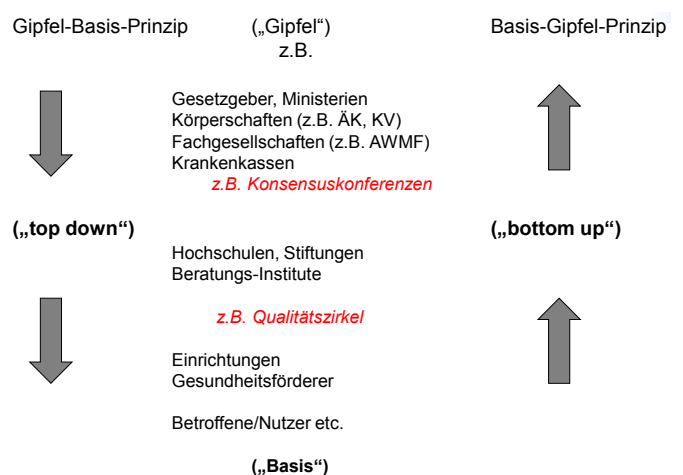 Gipfel-Basis-Prinzip („Gipfel“) Basis-Gipfel-Prinzip
z.B.
Gesetzgeber, Ministerien
Körperschaften (z.B. ÄK, KV)
Fachgesellschaften (z.B. AWMF)
Krankenkassen
z.B. Konsensuskonferenzen
(„top down“) („bottom up“)
Hochschulen, Stiftungen
Beratungs-Institute
z.B. Qualitätszirkel
Einrichtungen
Gesundheitsförderer
Betroffene/Nutzer etc.
(„Basis“)